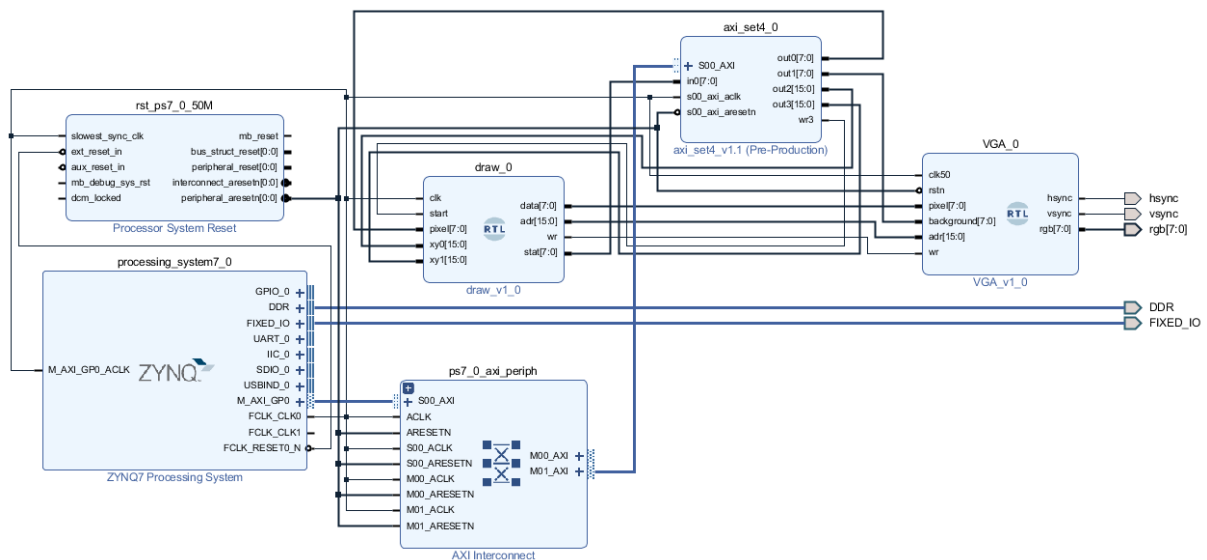 axi_set4_0
S00_AXI
in0[7:0]
s00_axi_aclk
s00_axi_aresetn
out0[7:0]
out1[7:0]
out2[15:0]
out3[15:0]
wr3
axi_set4_v1.1 (Pre-Production)
rst_ps7_0_50M
slowest_sync_clk
ext_reset_in
aux_reset_in
mb_debug_sys_rst
dcm_locked
mb_reset
bus_struct_reset[0:0]
peripheral_reset[0:0]
interconnect_aresetn[0:0]
peripheral_aresetn[0:0]
Processor System Reset
draw_0
clk
start
pixel[7:0]
xy0[15:0]
xy1[15:0]
RTL
data[7:0]
adr[15:0]
wr
stat[7:0]
draw_v1_0
VGA_0
clk50
rstn
pixel[7:0]
background[7:0]
adr[15:0]
wr
RTL
hsync
vsync
rgb[7:0]
VGA_v1_0
hsync
vsync
rgb[7:0]
processing_system7_0
M_AXI_GP0_ACLK
ZYNQ
GPIO_0
DDR
FIXED_IO
UART_0
IIC_0
SDIO_0
USBIND_0
M_AXI_GP0
FCLK_CLK0
FCLK_CLK1
FCLK_RESET0_N
ZYNQ7 Processing System
DDR
FIXED_IO
ps7_0_axi_periph
S00_AXI
ACLK
ARESETN
S00_ACLK
S00_ARESETN
M00_ACLK
M00_ARESETN
M01_ACLK
M01_ARESETN
M00_AXI
M01_AXI
AXI Interconnect